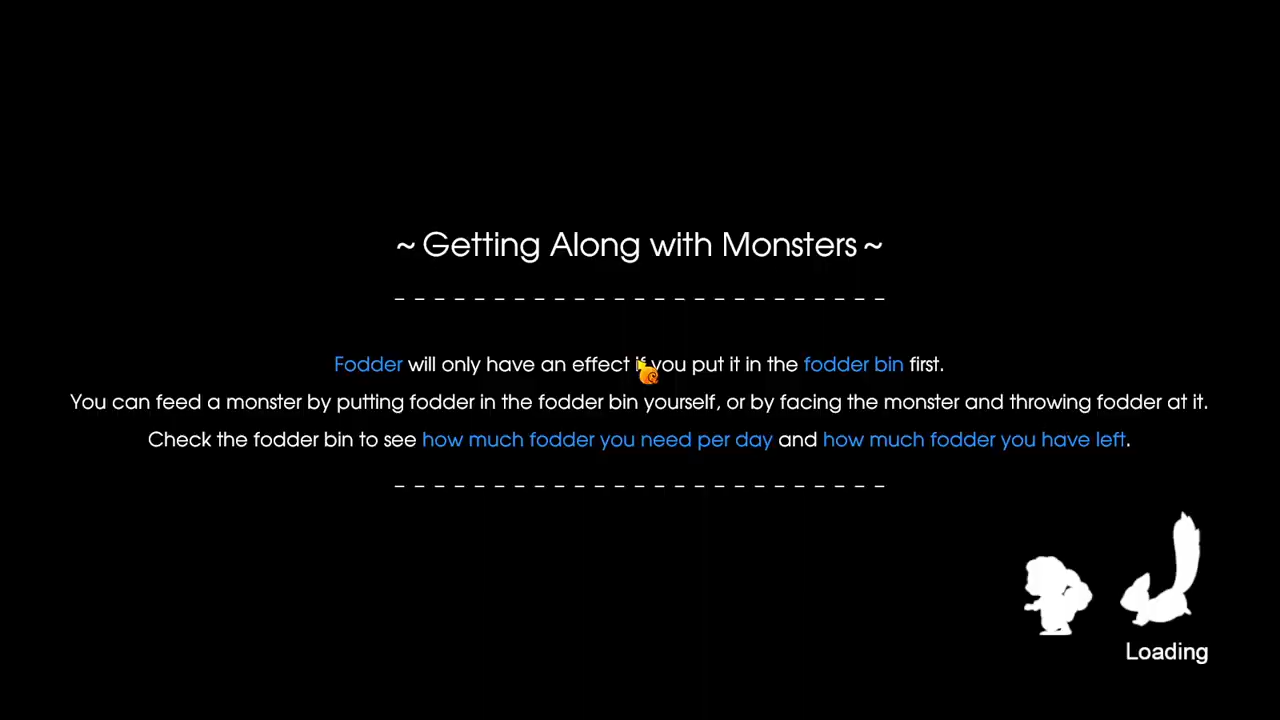 ~ Getting Along with Monsters ~
_ _ _ _ _ _ _ _ _ _ _ _ _ _ _ _ _ _ _ _ _ _ _ _ _
Fodder will only have an effect if you put it in the fodder bin first.
You can feed a monster by putting fodder in the fodder bin yourself, or by facing the monster and throwing fodder at it.
Check the fodder bin to see how much fodder you need per day and how much fodder you have left.
_ _ _ _ _ _ _ _ _ _ _ _ _ _ _ _ _ _ _ _ _ _ _ _ _
Loading